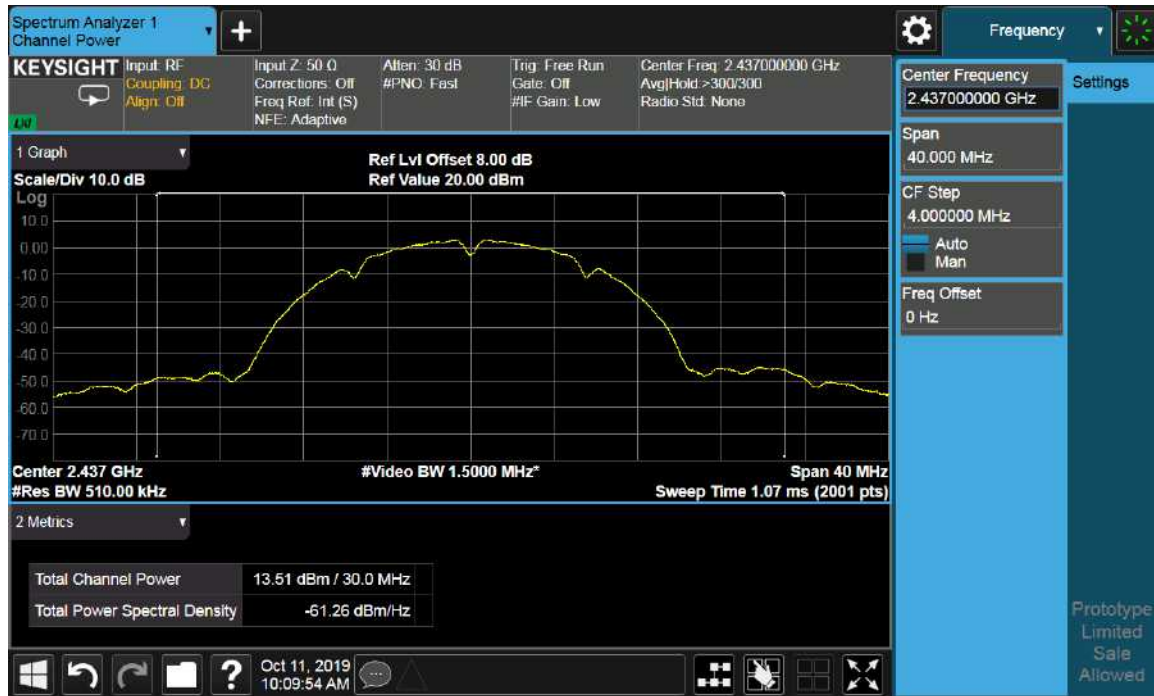 Spectrum Analyzer 1
Channel Power
+
Frequency
KEYSIGHT
Input: RF
Coupling: DC
Align: Off
Input Z: 50 Ω
Corrections: Off
Freq Ref: Int (S)
NFE: Adaptive
Atten: 30 dB
#PNO: Fast
Trig: Free Run
Gate: Off
#IF Gain: Low
Center Freq: 2.437000000 GHz
Avg|Hold:>300/300
Radio Std: None
LXI
Center Frequency
2.437000000 GHz
Settings
Span
40.000 MHz
CF Step
4.000000 MHz
Auto
Man
Freq Offset
0 Hz
1 Graph
Scale/Div 10.0 dB
Ref Lvl Offset 8.00 dB
Ref Value 20.00 dBm
Log
10.0
0.00
-10.0
-20.0
-30.0
-40.0
-50.0
-60.0
-70.0
Center 2.437 GHz
#Video BW 1.5000 MHz*
Span 40 MHz
#Res BW 510.00 kHz
Sweep Time 1.07 ms (2001 pts)
2 Metrics
Total Channel Power 13.51 dBm / 30.0 MHz
Total Power Spectral Density -61.26 dBm/Hz
Prototype
Limited
Sale
Allowed
?
Oct 11, 2019
10:09:54 AM